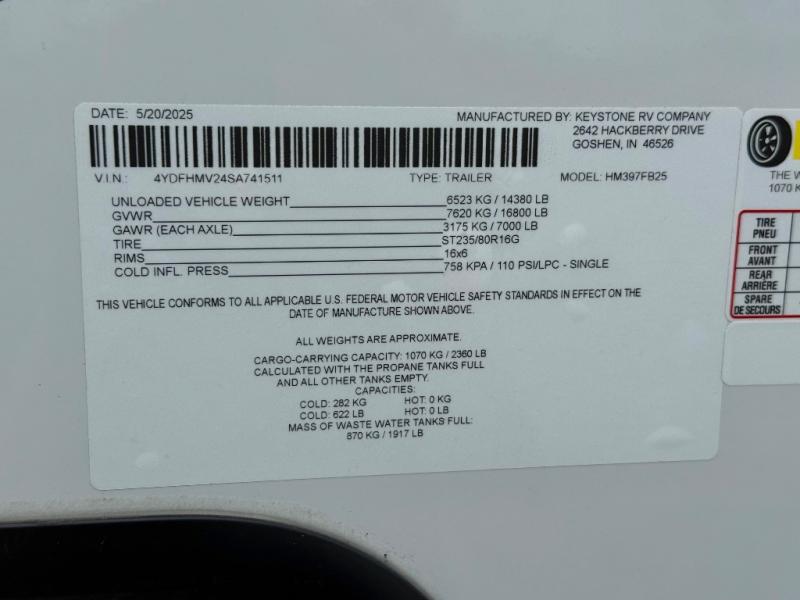 DATE: 5/20/2025
MANUFACTURED BY: KEYSTONE RV COMPANY
2642 HACKBERRY DRIVE
GOSHEN, IN 46526
V.I.N.: 4YDFHMV24SA741511 TYPE: TRAILER MODEL: HM397FB25
UNLOADED VEHICLE WEIGHT 6523 KG / 14380 LB
GVWR 7620 KG / 16800 LB
GAWR (EACH AXLE) 3175 KG / 7000 LB
TIRE ST235/80R16G
RIMS 16x6
COLD INFL. PRESS 758 KPA / 110 PSI/LPC - SINGLE
THIS VEHICLE CONFORMS TO ALL APPLICABLE U.S. FEDERAL MOTOR VEHICLE SAFETY STANDARDS IN EFFECT ON THE
DATE OF MANUFACTURE SHOWN ABOVE.
ALL WEIGHTS ARE APPROXIMATE.
CARGO-CARRYING CAPACITY: 1070 KG / 2360 LB
CALCULATED WITH THE PROPANE TANKS FULL
AND ALL OTHER TANKS EMPTY.
CAPACITIES:
COLD: 282 KG HOT: 0 KG
COLD: 622 LB HOT: 0 LB
MASS OF WASTE WATER TANKS FULL:
870 KG / 1917 LB
THE W
1070 K
TIRE
PNEU
FRONT
AVANT
REAR
ARRIÈRE
SPARE
DE SECOURS